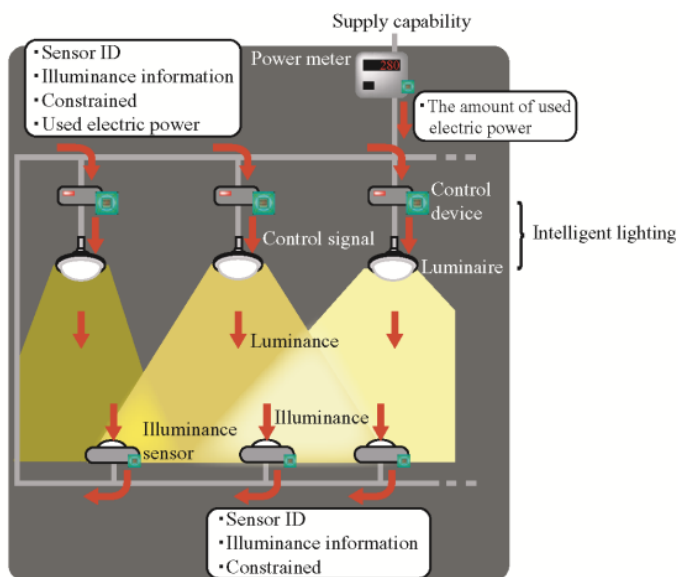 Supply capability
・Sensor ID
・Illuminance information
・Constrained
・Used electric power
Power meter
280
・The amount of used
electric power
Control
device
Control signal
Intelligent lighting
Luminaire
Luminance
Illuminance
sensor
Illuminance
・Sensor ID
・Illuminance information
・Constrained